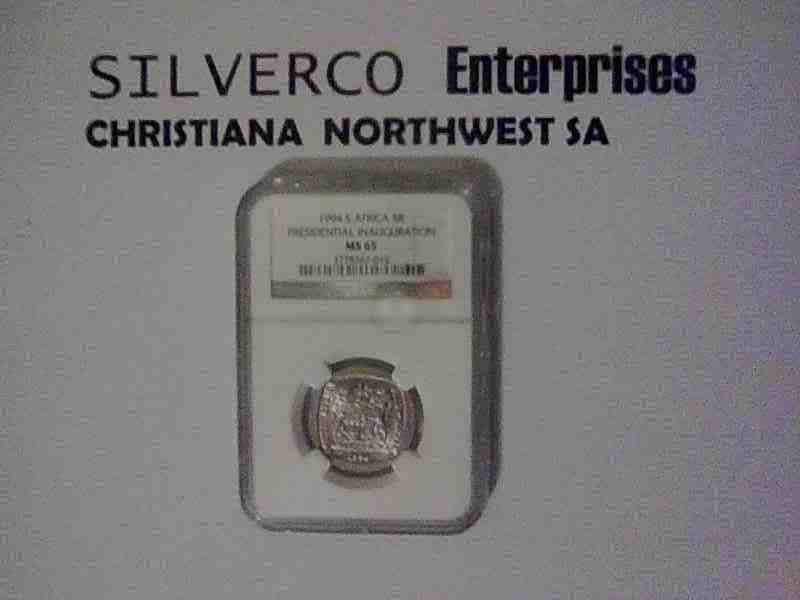 SILVERCO Enterprises
CHRISTIANA NORTHWEST SA
1994 S. AFRICA 5R
PRESIDENTIAL INAUGURATION
MS 65